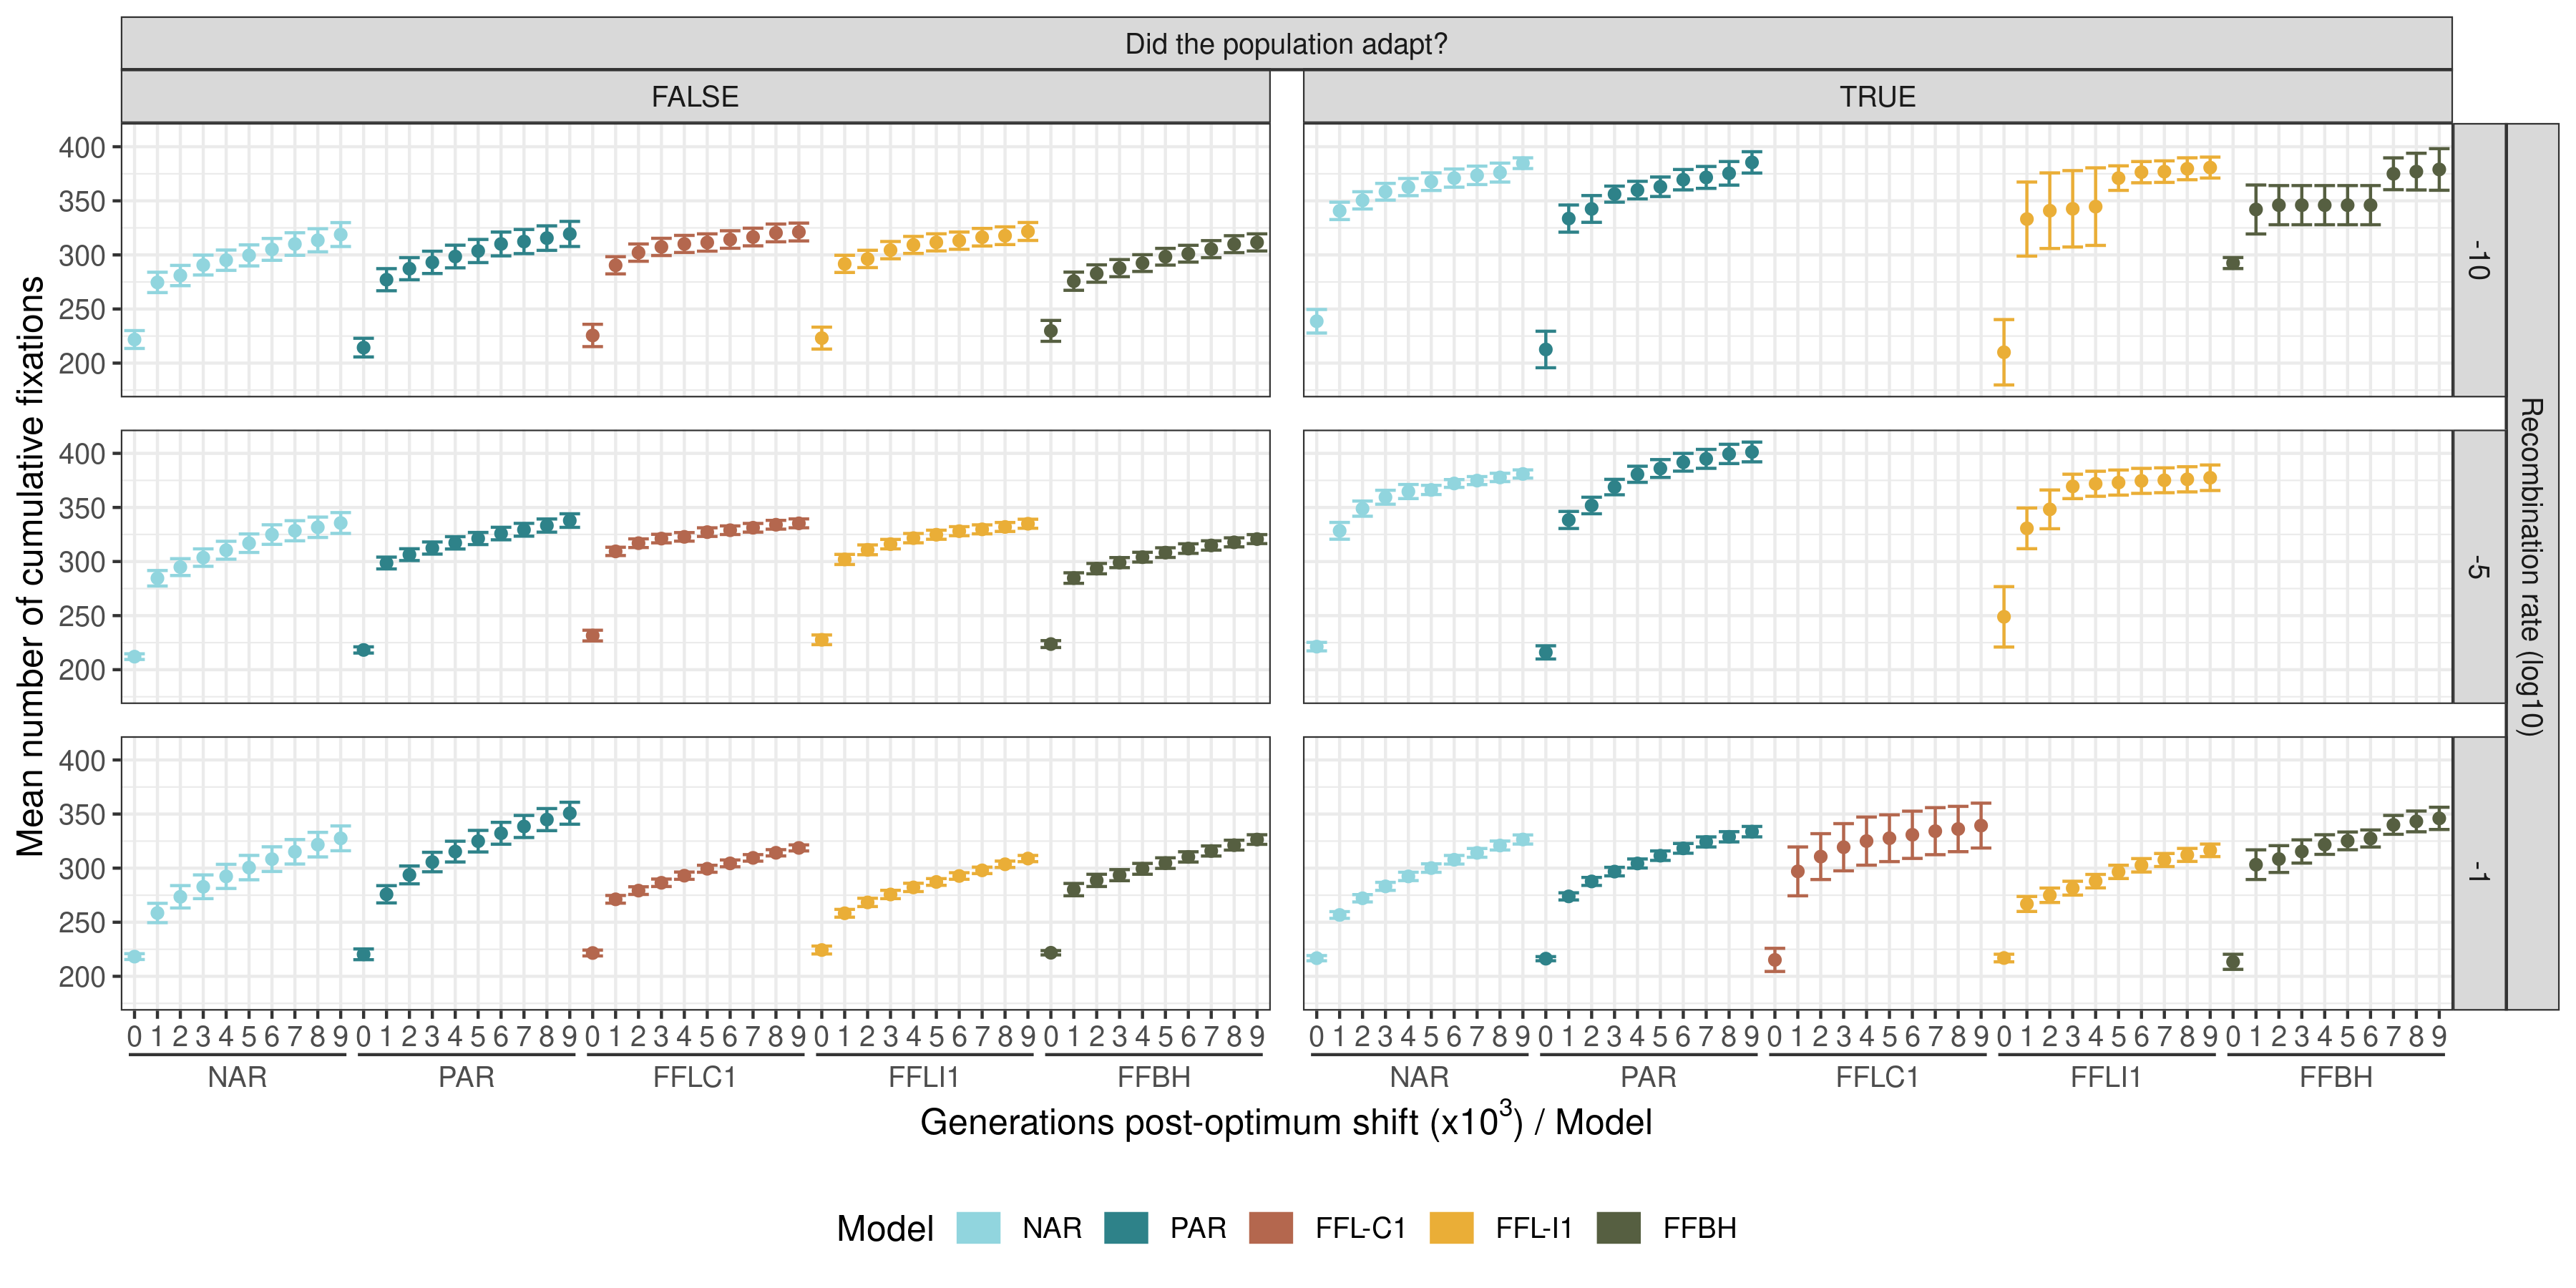 Did the population adapt?
FALSE TRUE
Mean number of cumulative fixations
400
350
300
250
200
-10
400
350
300
250
200
-5
400
350
300
250
200
-1
Recombination rate (log10)
0 1 2 3 4 5 6 7 8 9 0 1 2 3 4 5 6 7 8 9 0 1 2 3 4 5 6 7 8 9 0 1 2 3 4 5 6 7 8 9 0 1 2 3 4 5 6 7 8 9 0 1 2 3 4 5 6 7 8 9 0 1 2 3 4 5 6 7 8 9 0 1 2 3 4 5 6 7 8 9 0 1 2 3 4 5 6 7 8 9 0 1 2 3 4 5 6 7 8 9
NAR PAR FFLC1 FFLI1 FFBH NAR PAR FFLC1 FFLI1 FFBH
Generations post-optimum shift (x10³) / Model
Model NAR PAR FFL-C1 FFL-I1 FFBH